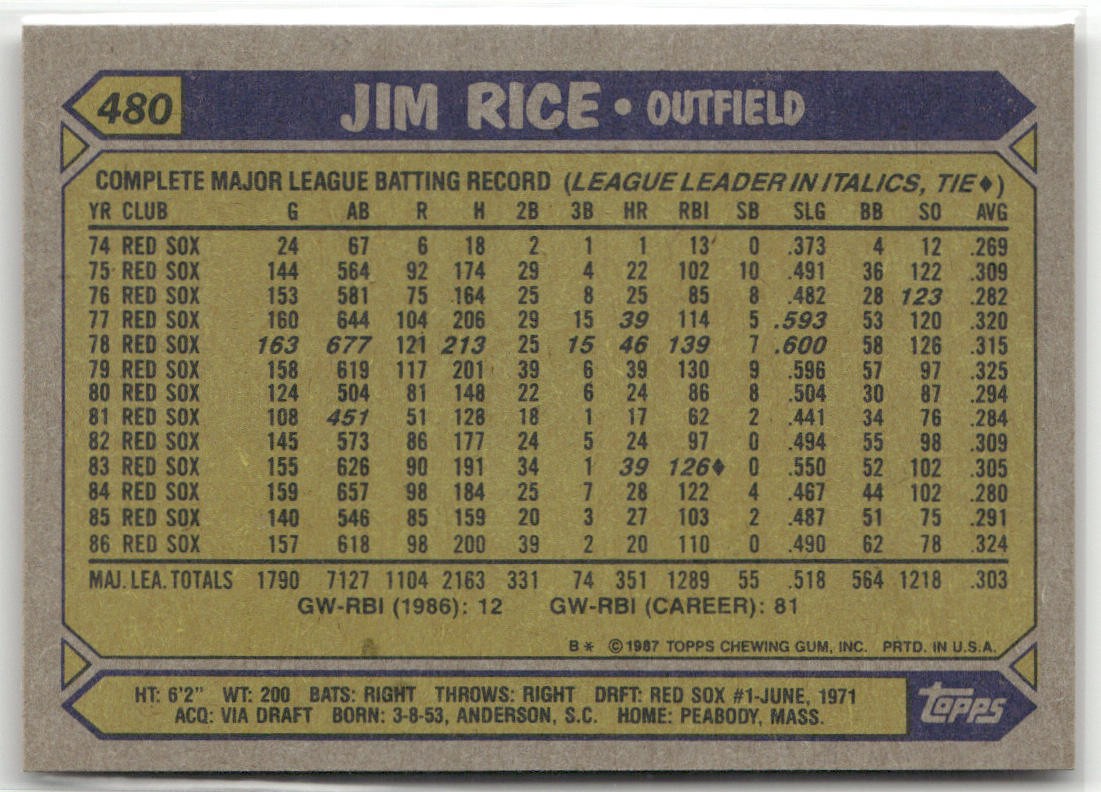 480 JIM RICE • OUTFIELD
COMPLETE MAJOR LEAGUE BATTING RECORD (LEAGUE LEADER IN ITALICS, TIE♦)
YR CLUB G AB R H 2B 3B HR RBI SB SLG BB SO AVG
74 RED SOX 24 67 6 18 2 1 1 13 0 .373 4 12 .269
75 RED SOX 144 564 92 174 29 4 22 102 10 .491 36 122 .309
76 RED SOX 153 581 75 164 25 8 25 85 8 .482 28 123 .282
77 RED SOX 160 644 104 206 29 15 39 114 5 .593 53 120 .320
78 RED SOX 163 677 121 213 25 15 46 139 7 .600 58 126 .315
79 RED SOX 158 619 117 201 39 6 39 130 9 .596 57 97 .325
80 RED SOX 124 504 81 148 22 6 24 86 8 .504 30 87 .294
81 RED SOX 108 451 51 128 18 1 17 62 2 .441 34 76 .284
82 RED SOX 145 573 86 177 24 5 24 97 0 .494 55 98 .309
83 RED SOX 155 626 90 191 34 1 39 126♦ 0 .550 52 102 .305
84 RED SOX 159 657 98 184 25 7 28 122 4 .467 44 102 .280
85 RED SOX 140 546 85 159 20 3 27 103 2 .487 51 75 .291
86 RED SOX 157 618 98 200 39 2 20 110 0 .490 62 78 .324
MAJ. LEA. TOTALS 1790 7127 1104 2163 331 74 351 1289 55 .518 564 1218 .303
GW-RBI (1986): 12 GW-RBI (CAREER): 81
B* ©1987 TOPPS CHEWING GUM, INC. PRTD. IN U.S.A.
HT: 6'2" WT: 200 BATS: RIGHT THROWS: RIGHT DRFT: RED SOX #1-JUNE, 1971
ACQ: VIA DRAFT BORN: 3-8-53, ANDERSON, S.C. HOME: PEABODY, MASS.
Topps